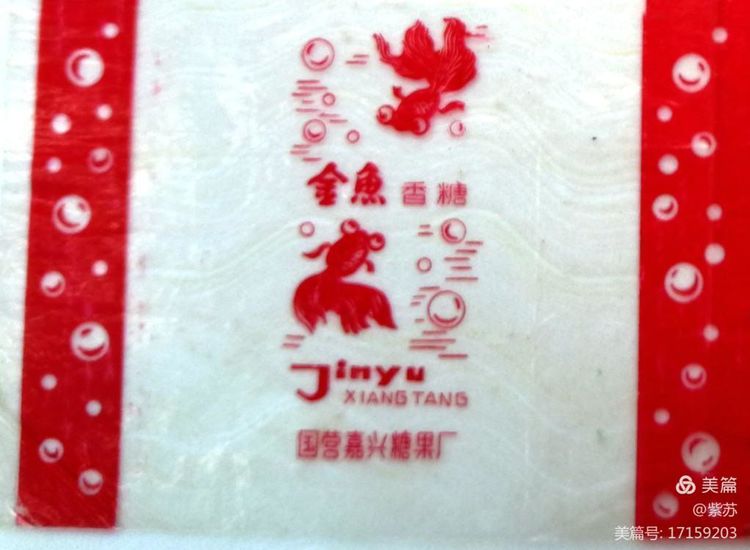 金魚 香糖
Jinyu
XIANG TANG
国营嘉兴糖果厂
美篇
@紫苏
美篇号: 17159203